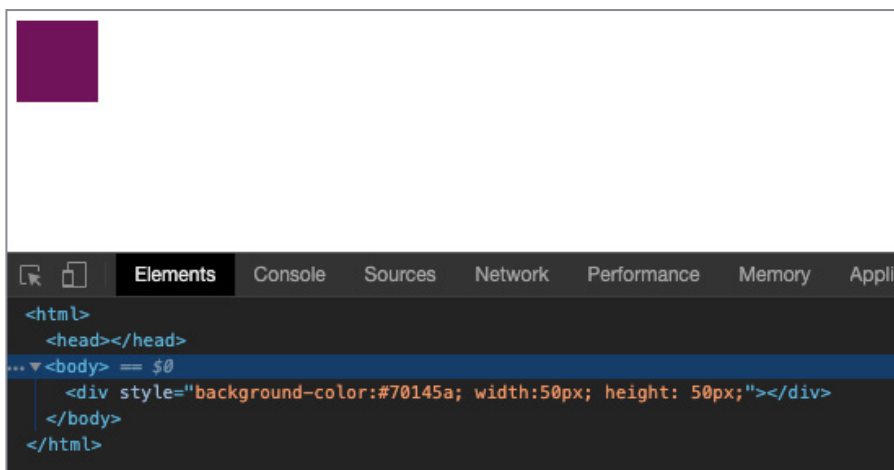 Elements Console Sources Network Performance Memory Appli
<html>
<head></head>
... ▼<body> == $0
<div style="background-color:#70145a; width:50px; height: 50px;"></div>
</body>
</html>